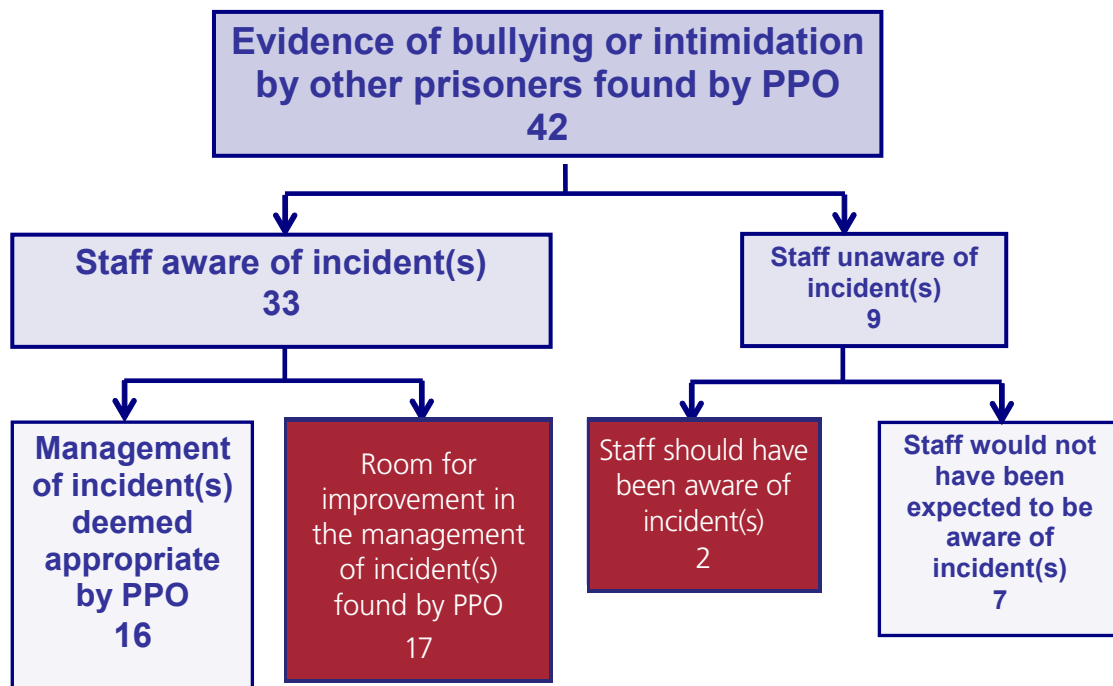 Evidence of bullying or intimidation
by other prisoners found by PPO
42
Staff aware of incident(s)
33
Staff unaware of
incident(s)
9
Management
of incident(s)
deemed
appropriate
by PPO
16
Room for
improvement in
the management
of incident(s)
found by PPO
17
Staff should have
been aware of
incident(s)
2
Staff would not
have been
expected to be
aware of
incident(s)
7